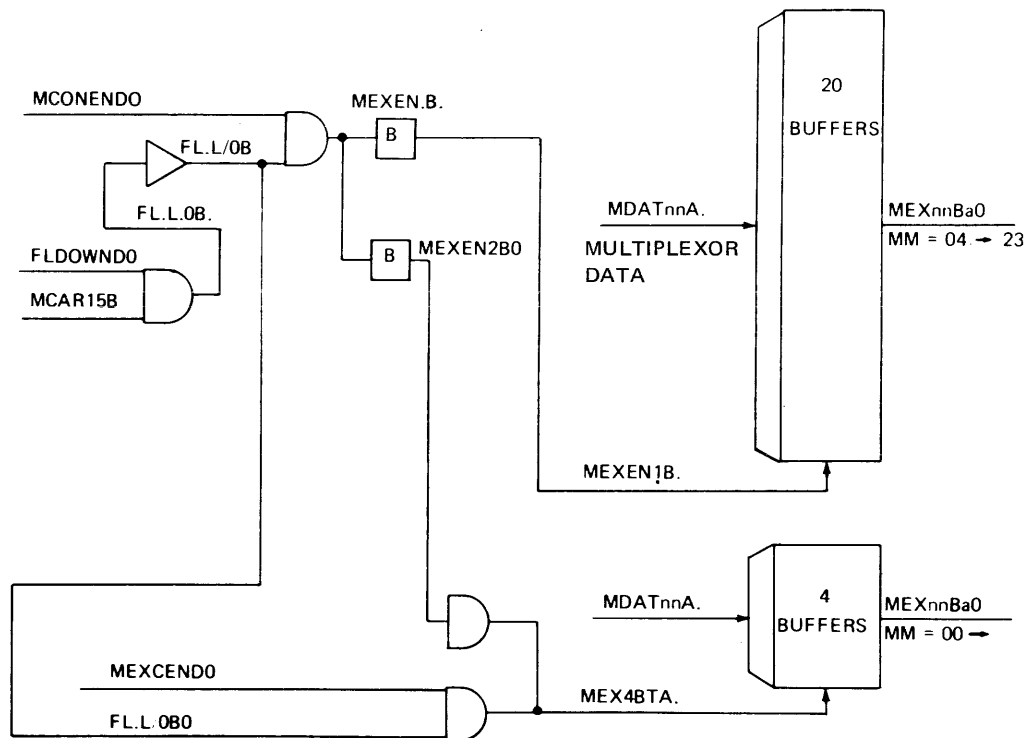 MCONEND0
MEXEN.B.
B
FL.L/0B
FL.L.0B.
FLDOWND0
MCAR15B
B
MEXEN2B0
20
BUFFERS
MDATnnA.
MULTIPLEXOR
DATA
MEXnnBa0
MM = 04 → 23
MEXEN1B.
MDATnnA.
4
BUFFERS
MEXnnBa0
MM = 00 →
MEXCEND0
FL.L.0B0
MEX4BTA.